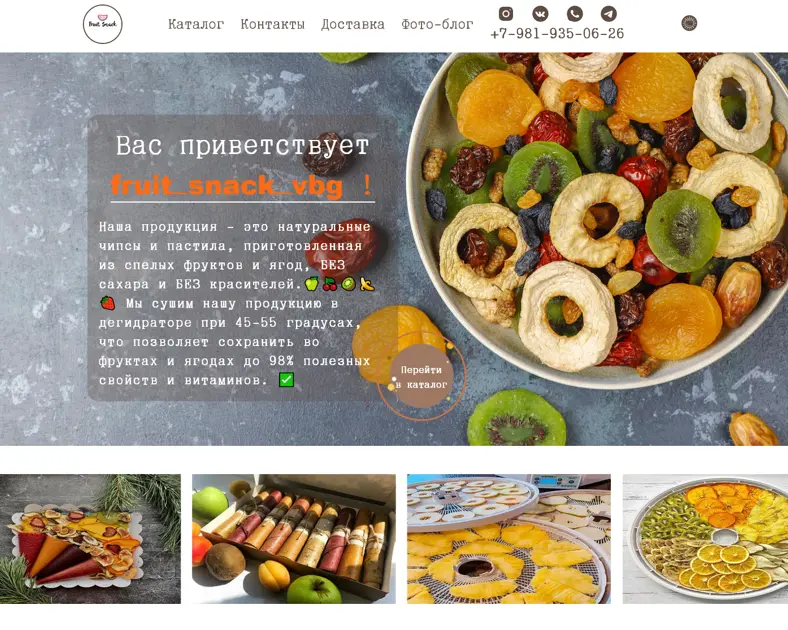 Fruit Snack
Каталог Контакты Доставка Фото-блог
+7-981-935-06-26
Вас приветствует
fruit_snack_vbg !
Наша продукция - это натуральные
чипсы и пастила, приготовленная
из спелых фруктов и ягод, БЕЗ
сахара и БЕЗ красителей.🍏🍒🥝🍌
🍓 Мы сушим нашу продукцию в
дегидраторе при 45-55 градусах,
что позволяет сохранить во
фруктах и ягодах до 98% полезных
свойств и витаминов. ✅
Перейти
в каталог